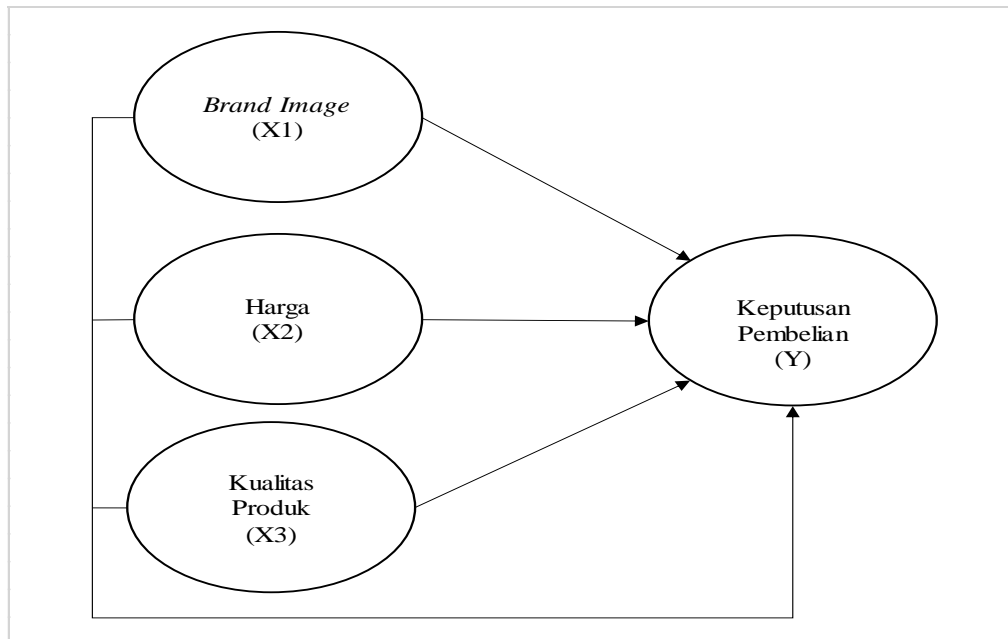 Brand Image
(X1)
Harga
(X2)
Keputusan
Pembelian
(Y)
Kualitas
Produk
(X3)